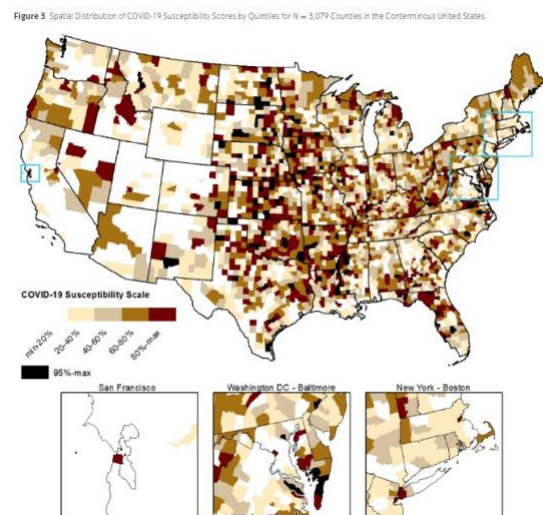 Figure 3 Spatial Distribution of COVID-19 Susceptibility Scores by Quintiles for N = 3,079 Counties in the Conterminous United States.
COVID-19 Susceptibility Scale
min-20%
20-40%
40-60%
60-80%
80%-max
95%-max
San Francisco
Washington DC - Baltimore
New York - Boston